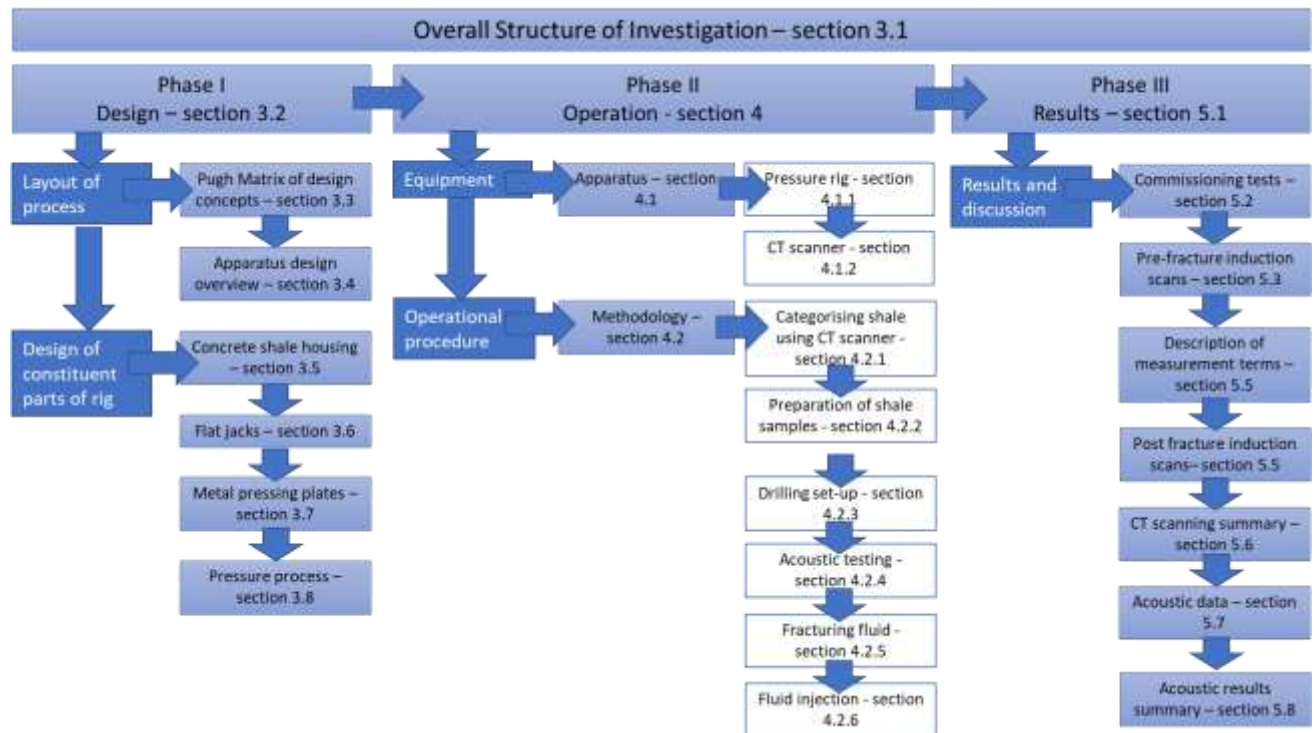 Overall Structure of Investigation – section 3.1
Phase I
Design – section 3.2
Phase II
Operation - section 4
Phase III
Results – section 5.1
Layout of
process
Pugh Matrix of design
concepts – section 3.3
Apparatus design
overview – section 3.4
Design of
constituent
parts of rig
Concrete shale housing
– section 3.5
Flat jacks – section 3.6
Metal pressing plates –
section 3.7
Pressure process –
section 3.8
Equipment
Apparatus – section
4.1
Pressure rig - section
4.1.1
CT scanner - section
4.1.2
Operational
procedure
Methodology –
section 4.2
Categorising shale
using CT scanner -
section 4.2.1
Preparation of shale
samples - section 4.2.2
Drilling set-up - section
4.2.3
Acoustic testing -
section 4.2.4
Fracturing fluid -
section 4.2.5
Fluid injection - section
4.2.6
Results and
discussion
Commissioning tests –
section 5.2
Pre-fracture induction
scans – section 5.3
Description of
measurement terms –
section 5.5
Post fracture induction
scans– section 5.5
CT scanning summary –
section 5.6
Acoustic data – section
5.7
Acoustic results
summary – section 5.8